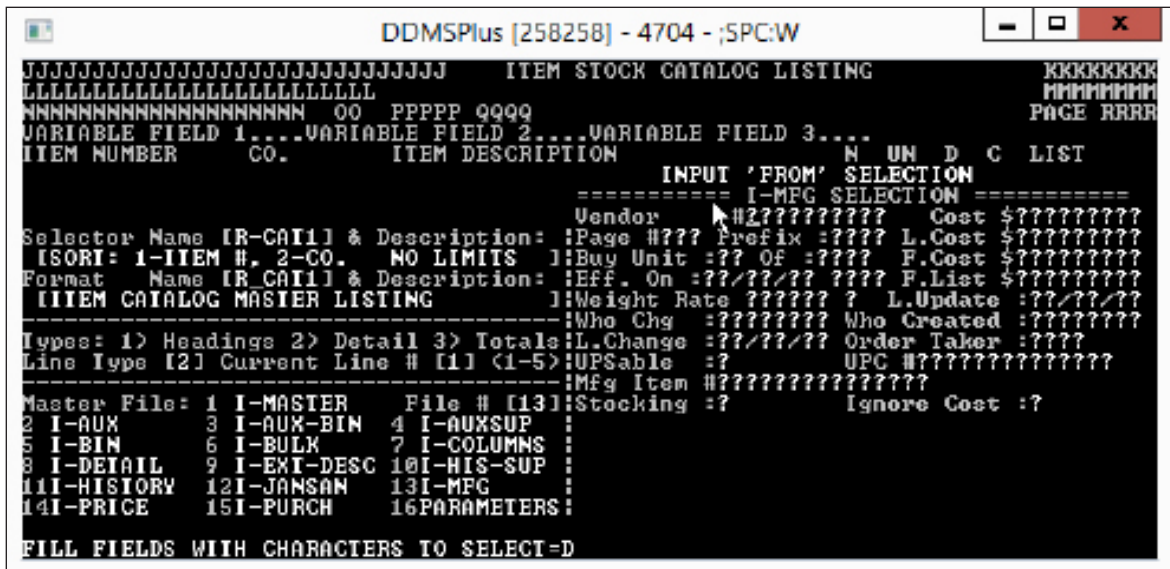 DDMSPlus [258258] - 4704 - ;SPC:W
JJJJJJJJJJJJJJJJJJJJJJJJJJJJJJ ITEM STOCK CATALOG LISTING KKKKKKKK
LLLLLLLLLLLLLLLLLLLLLLLLL MMMMMMMM
NNNNNNNNNNNNNNNNNNNN OO PPPPP QQQQ PAGE RRRR
VARIABLE FIELD 1....VARIABLE FIELD 2....VARIABLE FIELD 3....
ITEM NUMBER CO. ITEM DESCRIPTION N UN D C LIST
INPUT 'FROM' SELECTION
=========== I-MFG SELECTION ===========
Vendor #?????????? Cost $?????????
Selector Name [R-CAT1] & Description: Page #??? Prefix :???? L.Cost $?????????
[SORT: 1-ITEM #, 2-CO. NO LIMITS ] Buy Unit :?? Of :???? F.Cost $?????????
Format Name [R_CAT1] & Description: Eff. On :??/??/?? ???? F.List $?????????
[ITEM CATALOG MASTER LISTING ] Weight Rate ?????? ? L.Update :??/??/??
Who Chg :???????? Who Created :????????
Types: 1> Headings 2> Detail 3> Totals L.Change :??/??/?? Order Taker :????
Line Type [2] Current Line # [1] <1-5> UPSable :? UPC #??????????????
Mfg Item #???????????????
Master File: 1 I-MASTER File # [13] Stocking :? Ignore Cost :?
2 I-AUX 3 I-AUX-BIN 4 I-AUXSUP
5 I-BIN 6 I-BULK 7 I-COLUMNS
8 I-DETAIL 9 I-EXT-DESC 10I-HIS-SUP
11I-HISTORY 12I-JANSAN 13I-MFG
14I-PRICE 15I-PURCH 16PARAMETERS
FILL FIELDS WITH CHARACTERS TO SELECT=D